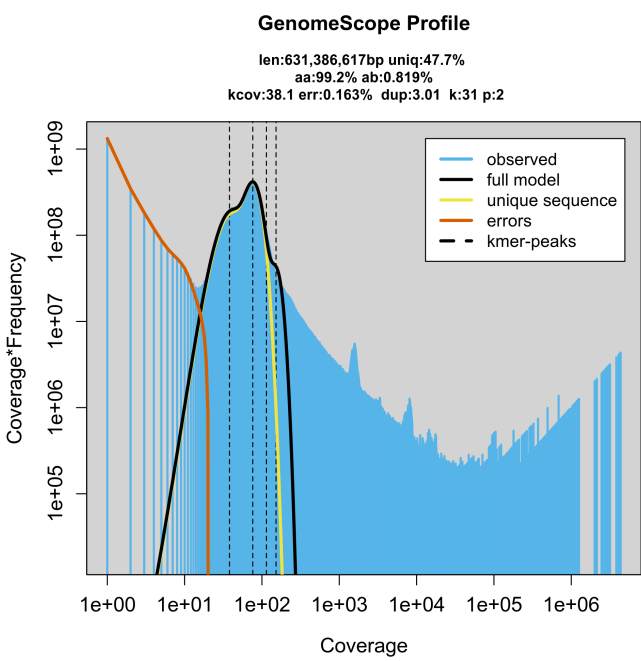 GenomeScope Profile
len:631,386,617bp uniq:47.7%
aa:99.2% ab:0.819%
kcov:38.1 err:0.163% dup:3.01 k:31 p:2
observed
full model
unique sequence
errors
kmer-peaks
Coverage*Frequency
1e+09
1e+08
1e+07
1e+06
1e+05
1e+00 1e+01 1e+02 1e+03 1e+04 1e+05 1e+06
Coverage